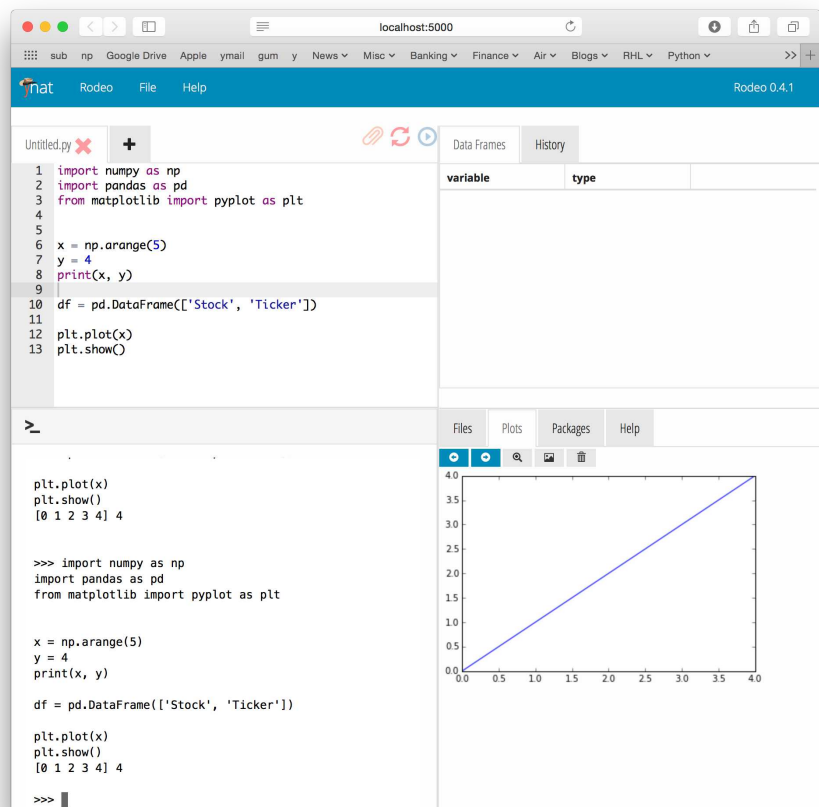 localhost:5000
sub np Google Drive Apple ymail gum y News Misc Banking Finance Air Blogs RHL Python >> +
Rodeo File Help Rodeo 0.4.1
Untitled.py
Data Frames History
variable type
1 import numpy as np
2 import pandas as pd
3 from matplotlib import pyplot as plt
4
5
6 x = np.arange(5)
7 y = 4
8 print(x, y)
9
10 df = pd.DataFrame(['Stock', 'Ticker'])
11
12 plt.plot(x)
13 plt.show()
>_
plt.plot(x)
plt.show()
[0 1 2 3 4] 4
>>> import numpy as np
import pandas as pd
from matplotlib import pyplot as plt
x = np.arange(5)
y = 4
print(x, y)
df = pd.DataFrame(['Stock', 'Ticker'])
plt.plot(x)
plt.show()
[0 1 2 3 4] 4
>>>
Files Plots Packages Help
4.0
3.5
3.0
2.5
2.0
1.5
1.0
0.5
0.0
0.0 0.5 1.0 1.5 2.0 2.5 3.0 3.5 4.0